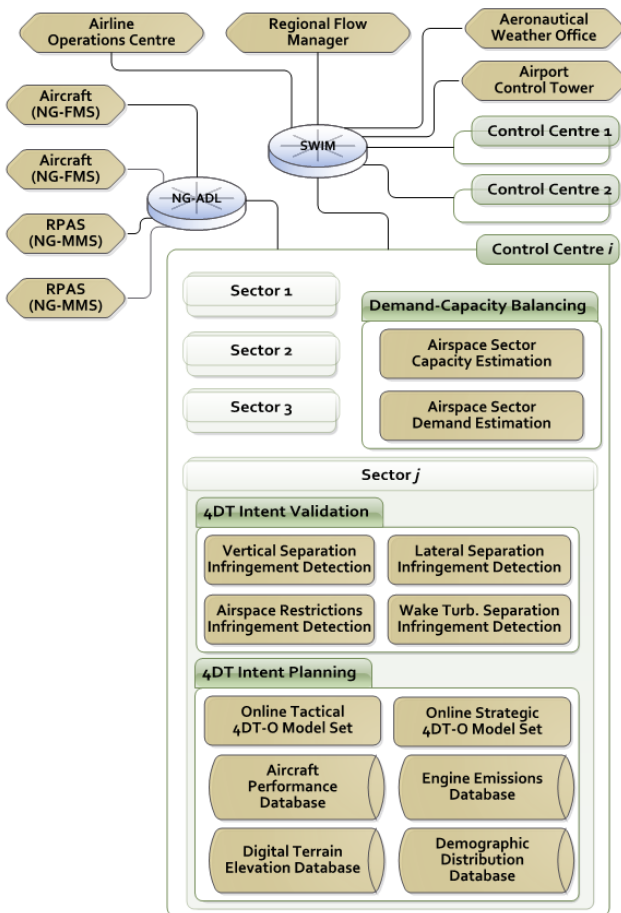 Airline
Operations Centre
Regional Flow
Manager
Aeronautical
Weather Office
Airport
Control Tower
Aircraft
(NG-FMS)
SWIM
Control Centre 1
Aircraft
(NG-FMS)
NG-ADL
Control Centre 2
RPAS
(NG-MMS)
Control Centre i
RPAS
(NG-MMS)
Sector 1
Sector 2
Sector 3
Demand-Capacity Balancing
Airspace Sector
Capacity Estimation
Airspace Sector
Demand Estimation
Sector j
4DT Intent Validation
Vertical Separation
Infringement Detection
Lateral Separation
Infringement Detection
Airspace Restrictions
Infringement Detection
Wake Turb. Separation
Infringement Detection
4DT Intent Planning
Online Tactical
4DT-O Model Set
Online Strategic
4DT-O Model Set
Aircraft
Performance
Database
Engine Emissions
Database
Digital Terrain
Elevation Database
Demographic
Distribution
Database